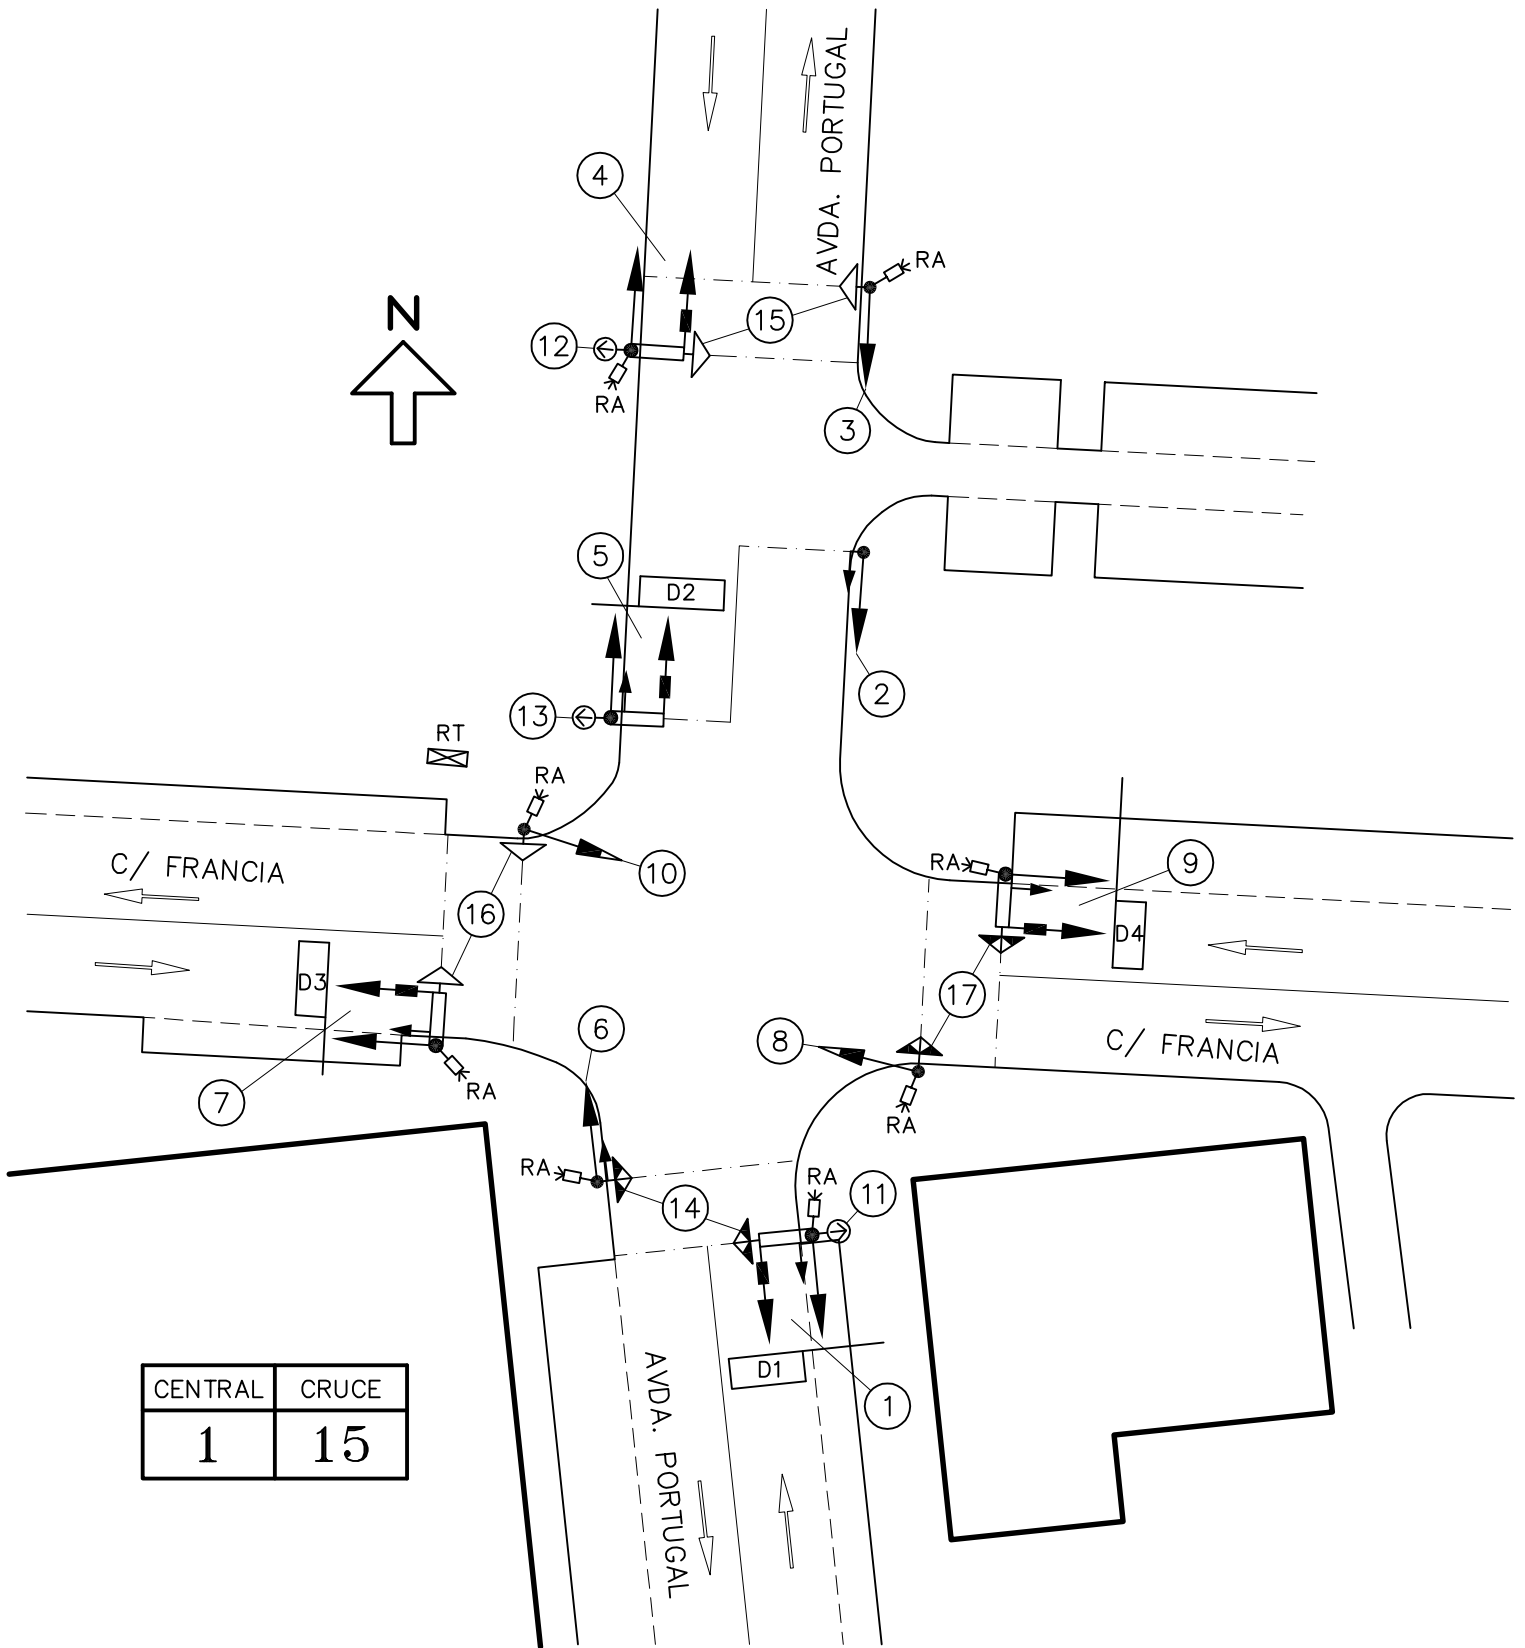 AVDA. PORTUGAL
4
RA
N
15
12
RA
3
5
D2
2
13
RT
RA
C/ FRANCIA
RA
9
10
16
D4
D3
17
6
8
C/ FRANCIA
7
RA
RA
RA
RA
11
14
D1
AVDA. PORTUGAL
1
CENTRAL CRUCE
1 15